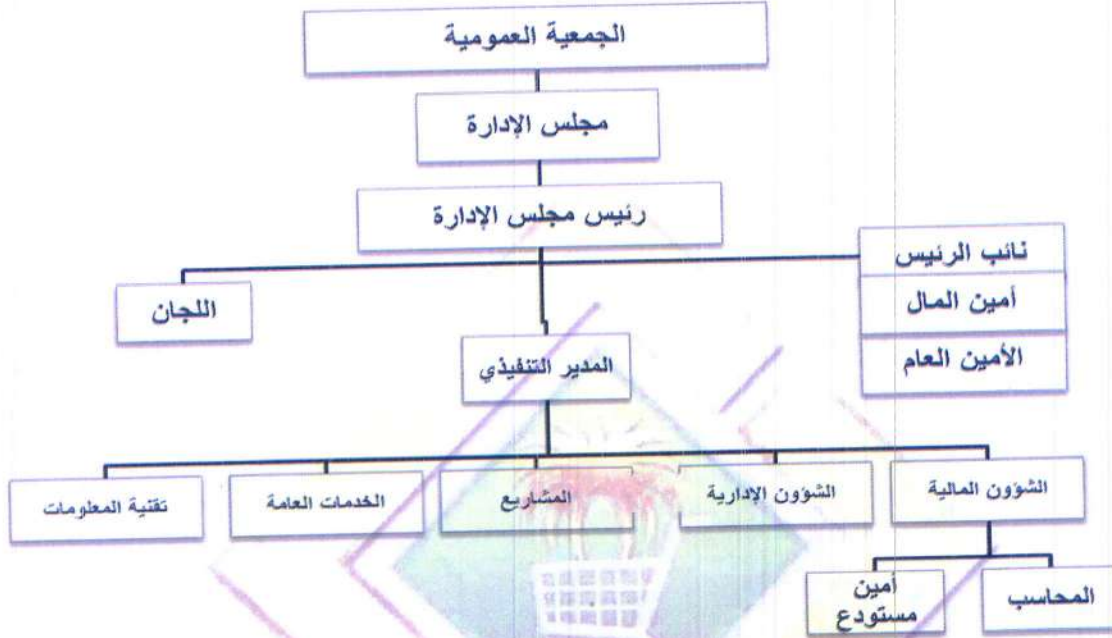 الجمعية العمومية
مجلس الإدارة
رئيس مجلس الإدارة
نائب الرئيس
أمين المال
الأمين العام
اللجان
المدير التنفيذي
الشؤون المالية
الشؤون الإدارية
المشاريع
الخدمات العامة
تقنية المعلومات
المحاسب
أمين
مستودع